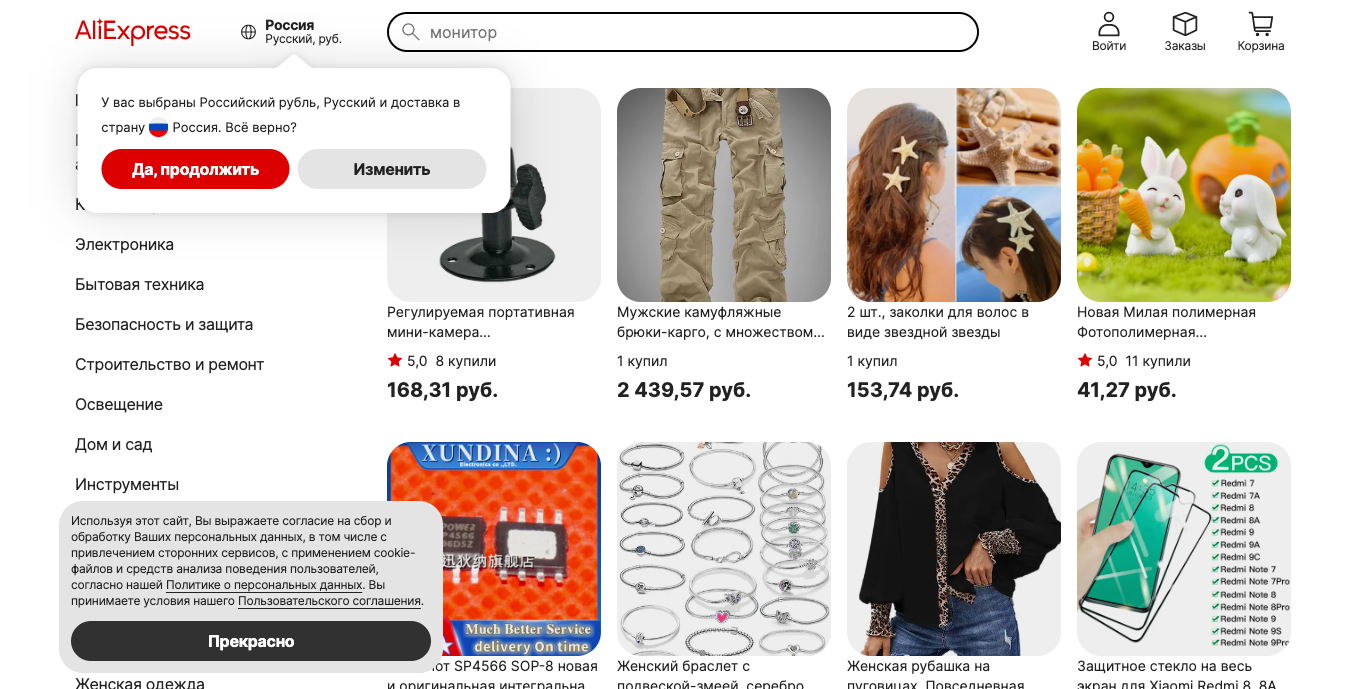 AliExpress
Россия
Русский, руб.
монитор
Войти
Заказы
Корзина
У вас выбраны Российский рубль, Русский и доставка в
страну Россия. Всё верно?
Да, продолжить
Изменить
Электроника
Бытовая техника
Безопасность и защита
Строительство и ремонт
Освещение
Дом и сад
Инструменты
Женская одежда
Используя этот сайт, Вы выражаете согласие на сбор и
обработку Ваших персональных данных, в том числе с
привлечением сторонних сервисов, с применением cookie-
файлов и средств анализа поведения пользователей,
согласно нашей Политике о персональных данных. Вы
принимаете условия нашего Пользовательского соглашения.
Прекрасно
Регулируемая портативная
мини-камера...
5,0 8 купили
168,31 руб.
Мужские камуфляжные
брюки-карго, с множеством...
1 купил
2 439,57 руб.
2 шт., заколки для волос в
виде звездной звезды
1 купил
153,74 руб.
Новая Милая полимерная
Фотополимерная...
5,0 11 купили
41,27 руб.
XUNDINA :)
Electronics co .,LTD.
POWER
SP4566
迅狄纳旗舰店
Much Better Service
delivery On time
SP4566 SOP-8 новая
и оригинальная интегральна
Женский браслет с
подвеской-змеей, серебро
Женская рубашка на
пуговицах, Повседневная
2PCS
Redmi 7
Redmi 7A
Redmi 8
Redmi 8A
Redmi 9
Redmi 9A
Redmi 9C
Redmi Note 7
Redmi Note 7Pro
Redmi Note 8
Redmi Note 8Pro
Redmi Note 9
Redmi Note 9S
Redmi Note 9Pro
Защитное стекло на весь
экран для Xiaomi Redmi 8, 8A